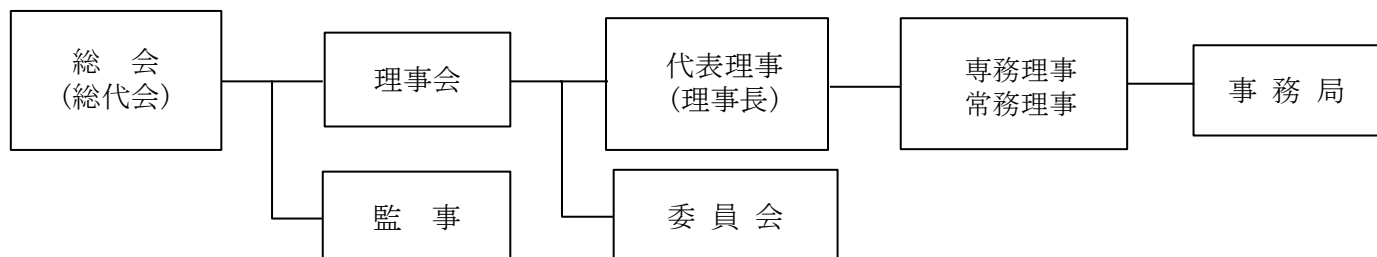 総　会
(総代会)
理事会
代表理事
(理事長)
専務理事
常務理事
事 務 局
監　事
委 員 会